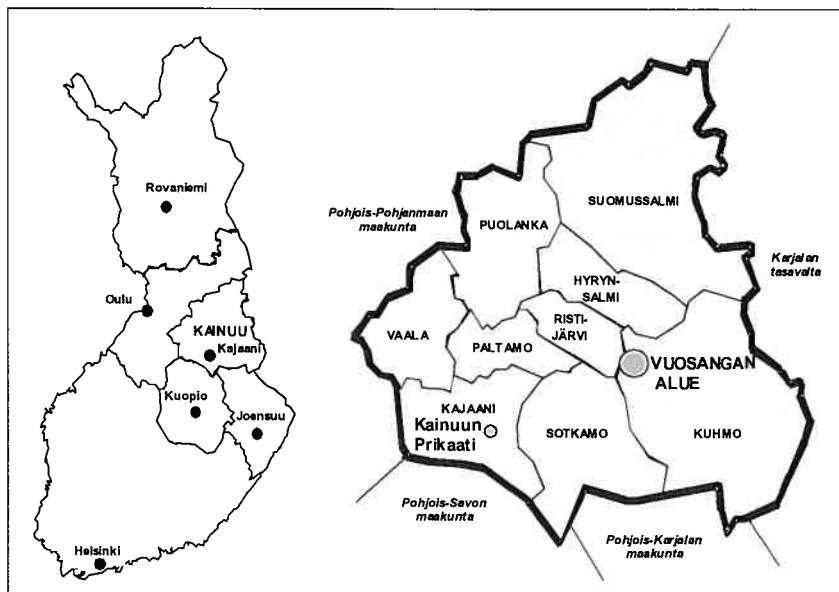 Rovaniemi
Oulu
KAINUU
Kajaani
Kuopio
Joensuu
Helsinki
Pohjois-Pohjanmaan
maakunta
PUOLANKA
SUOMUSSALMI
Karjalan
tasavalta
HYRYN-
SALMI
VAALA
PALTAMO
RISTI-
JÄRVI
VUOSANGAN
ALUE
KAJAANI
Kainuun
Prikaati
SOTKAMO
KUHMO
Pohjois-Savon
maakunta
Pohjois-Karjalan
maakunta